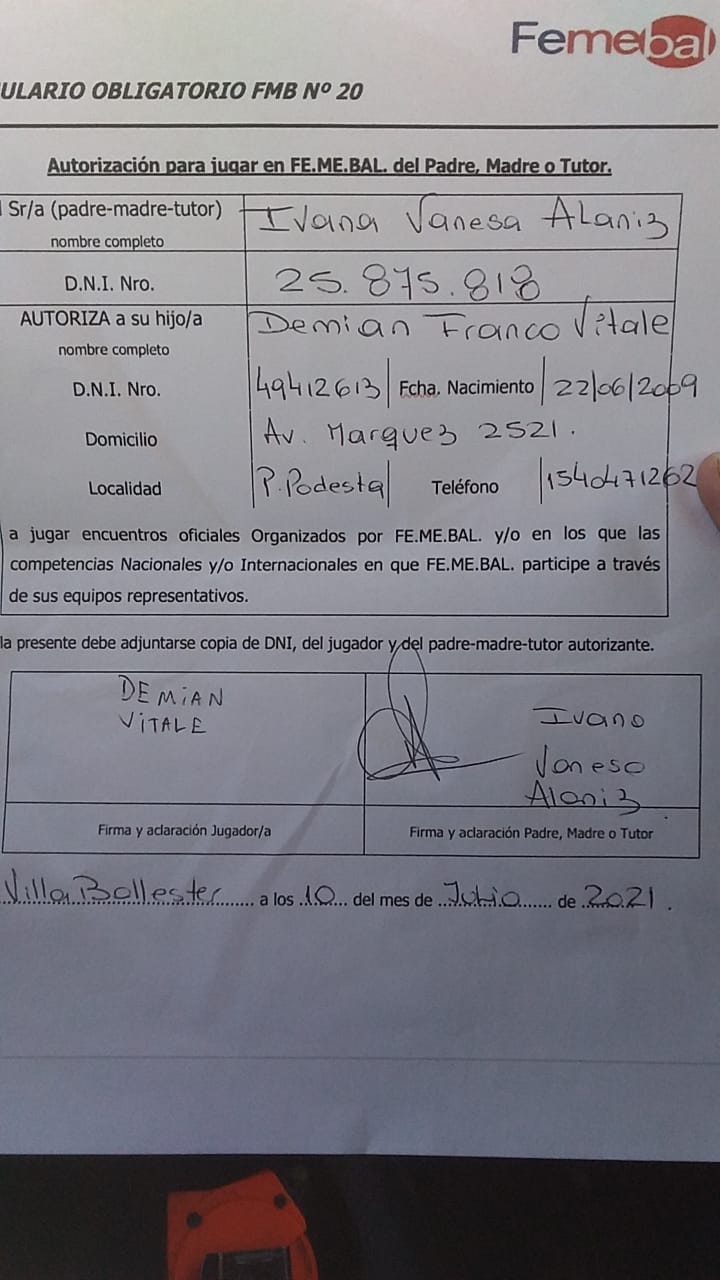 Femebal
ULARIO OBLIGATORIO FMB Nº 20
Autorización para jugar en FE.ME.BAL. del Padre, Madre o Tutor.
Sr/a (padre-madre-tutor) Ivana Vanesa Alaniz
nombre completo
D.N.I. Nro. 25.875.818
AUTORIZA a su hijo/a Demian Franco Vitale
nombre completo
D.N.I. Nro. 49412613 Fcha. Nacimiento 22/06/2009
Domicilio Av. Marquez 2521.
Localidad P. Podesta Teléfono 1540471262
a jugar encuentros oficiales Organizados por FE.ME.BAL. y/o en los que las
competencias Nacionales y/o Internacionales en que FE.ME.BAL. participe a través
de sus equipos representativos.
la presente debe adjuntarse copia de DNI, del jugador y del padre-madre-tutor autorizante.
DEMIAN
VITALE
Ivana
Vanesa
Alaniz
Firma y aclaración Jugador/a Firma y aclaración Padre, Madre o Tutor
Villa Ballester a los 10 del mes de Julio de 2021.